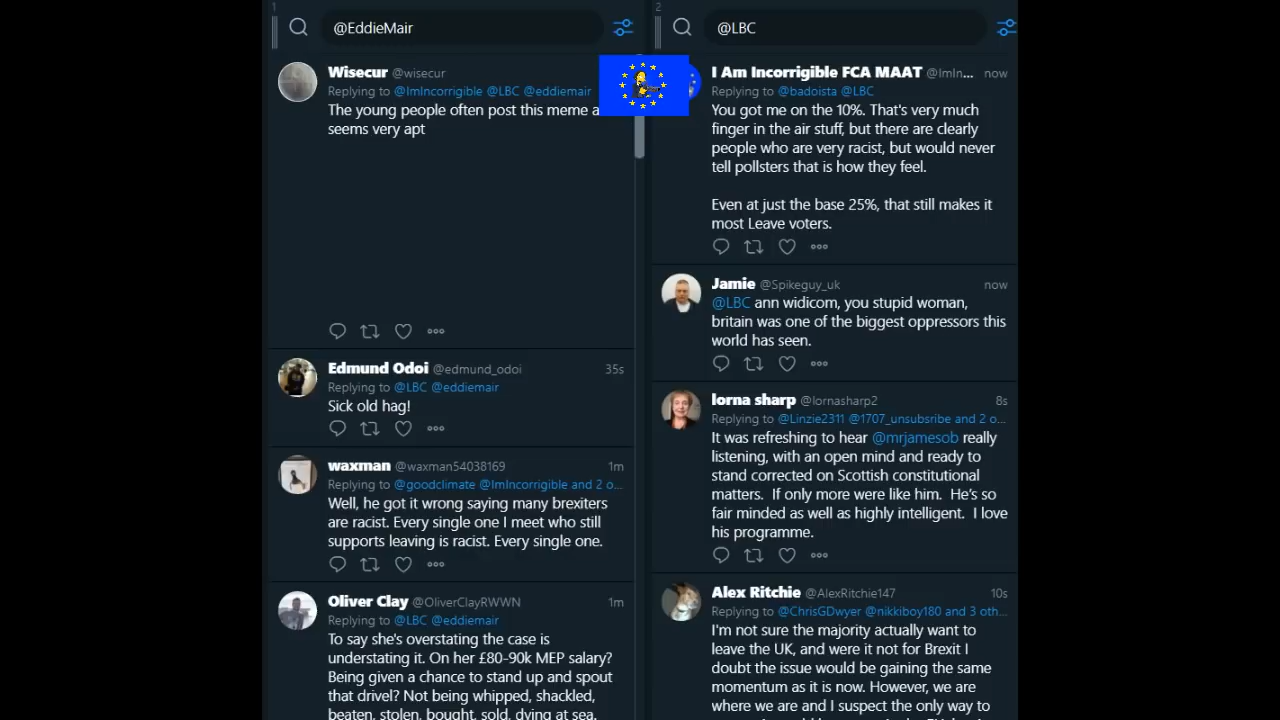 1
@EddieMair
Wisecur @wisecur
Replying to @ImIncorrigible @LBC @eddiemair
The young people often post this meme a
seems very apt
Edmund Odoi @edmund_odoi 35s
Replying to @LBC @eddiemair
Sick old hag!
waxman @waxman54038169 1m
Replying to @goodclimate @ImIncorrigible and 2 o...
Well, he got it wrong saying many brexiters
are racist. Every single one I meet who still
supports leaving is racist. Every single one.
Oliver Clay @OliverClayRWWN 1m
Replying to @LBC @eddiemair
To say she's overstating the case is
understating it. On her £80-90k MEP salary?
Being given a chance to stand up and spout
that drivel? Not being whipped, shackled,
beaten, stolen, bought, sold, dying at sea.
2
@LBC
I Am Incorrigible FCA MAAT @ImIn... now
Replying to @badoista @LBC
You got me on the 10%. That's very much
finger in the air stuff, but there are clearly
people who are very racist, but would never
tell pollsters that is how they feel.
Even at just the base 25%, that still makes it
most Leave voters.
Jamie @Spikeguy_uk now
@LBC ann widicom, you stupid woman,
britain was one of the biggest oppressors this
world has seen.
lorna sharp @lornasharp2 8s
Replying to @Linzie2311 @1707_unsubsribe and 2 o...
It was refreshing to hear @mrjamesob really
listening, with an open mind and ready to
stand corrected on Scottish constitutional
matters. If only more were like him. He's so
fair minded as well as highly intelligent. I love
his programme.
Alex Ritchie @AlexRitchie147 10s
Replying to @ChrisGDwyer @nikkiboy180 and 3 oth...
I'm not sure the majority actually want to
leave the UK, and were it not for Brexit I
doubt the issue would be gaining the same
momentum as it is now. However, we are
where we are and I suspect the only way to